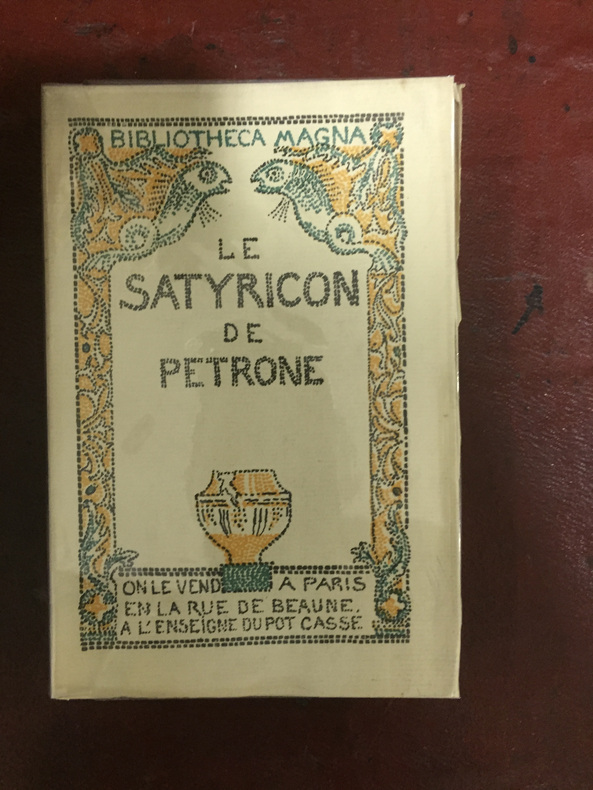 BIBLIOTHECA MAGNA
LE
SATYRICON
DE
PETRONE
ON LE VEND A PARIS
EN LA RUE DE BEAUNE.
A L'ENSEIGNE DU POT CASSE